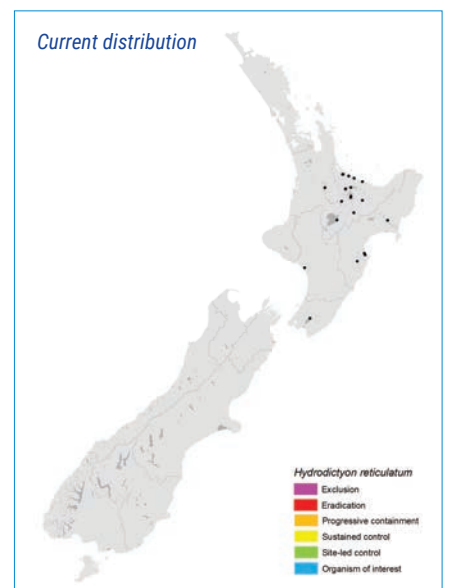 Current distribution
Hydrodictyon reticulatum
Exclusion
Eradication
Progressive containment
Sustained control
Site-led control
Organism of interest